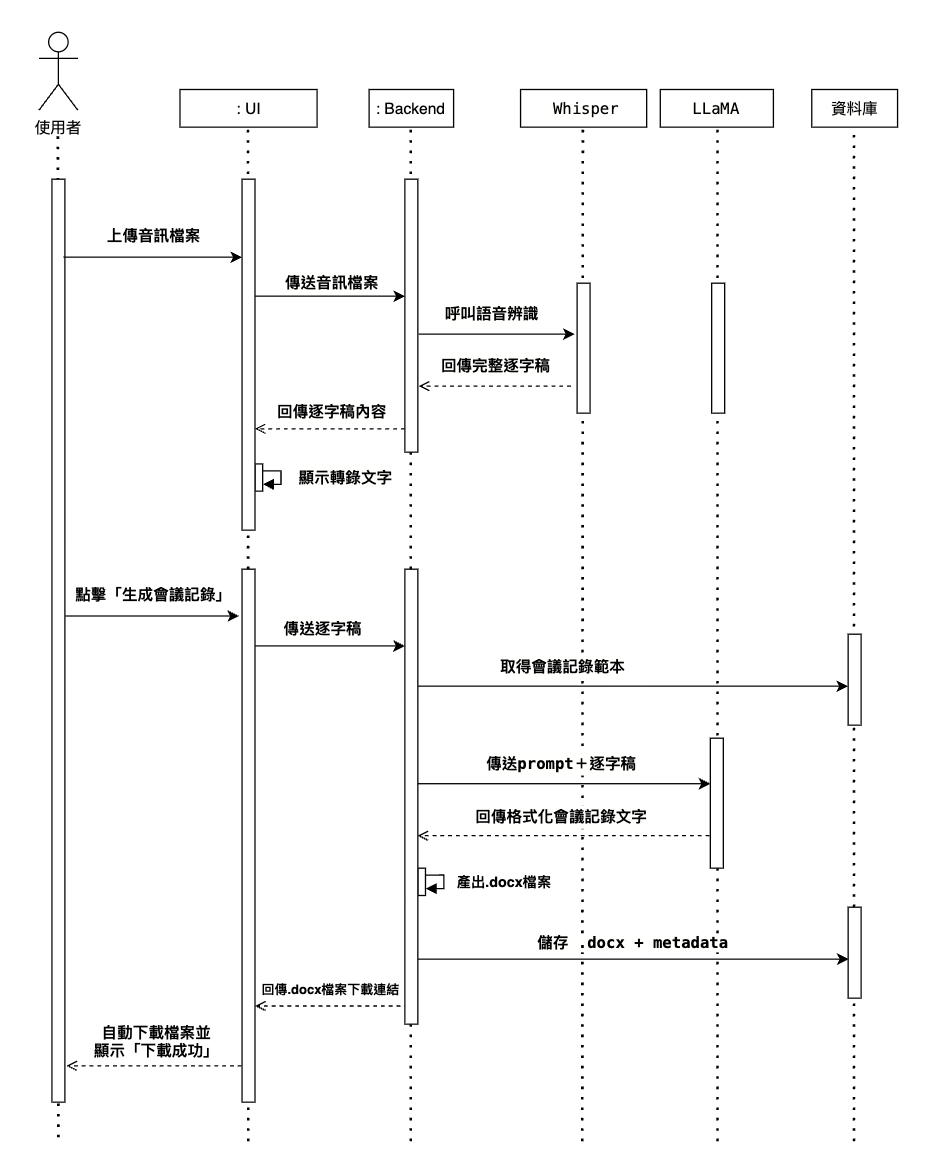 使用者
: UI
: Backend
Whisper
LLaMA
資料庫
上傳音訊檔案
傳送音訊檔案
呼叫語音辨識
回傳完整逐字稿
回傳逐字稿內容
顯示轉錄文字
點擊「生成會議記錄」
傳送逐字稿
取得會議記錄範本
傳送prompt＋逐字稿
回傳格式化會議記錄文字
產出.docx檔案
儲存 .docx + metadata
回傳.docx檔案下載連結
自動下載檔案並
顯示「下載成功」